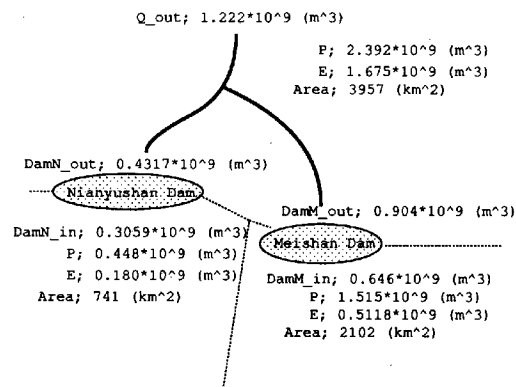 Q_out; 1.222*10^9 (m^3)
P; 2.392*10^9 (m^3)
E; 1.675*10^9 (m^3)
Area; 3957 (km^2)
DamN_out; 0.4317*10^9 (m^3)
Nianyushan Dam
DamN_in; 0.3059*10^9 (m^3)
P; 0.448*10^9 (m^3)
E; 0.180*10^9 (m^3)
Area; 741 (km^2)
DamM_out; 0.904*10^9 (m^3)
Meishan Dam
DamM_in; 0.646*10^9 (m^3)
P; 1.515*10^9 (m^3)
E; 0.5118*10^9 (m^3)
Area; 2102 (km^2)